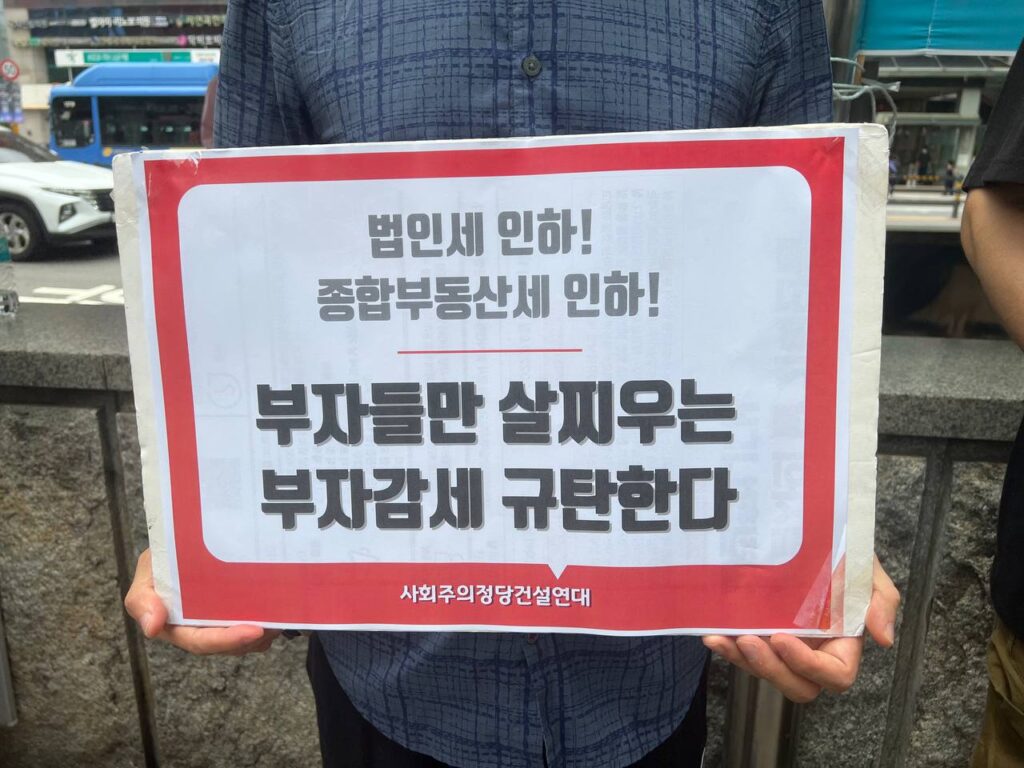 법인세 인하!
종합부동산세 인하!
부자들만 살찌우는
부자감세 규탄한다
사회주의정당건설연대